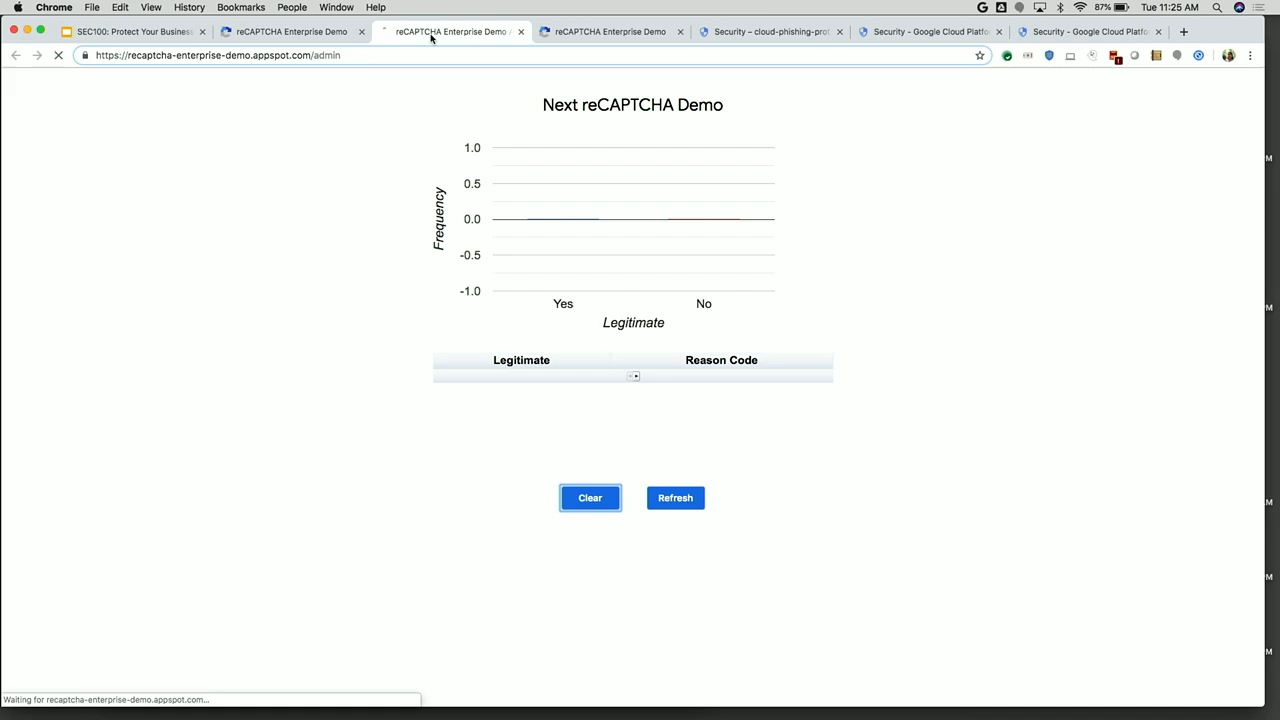 Chrome File Edit View History Bookmarks People Window Help 87% Tue 11:25 AM
SEC100: Protect Your Business reCAPTCHA Enterprise Demo reCAPTCHA Enterprise Demo reCAPTCHA Enterprise Demo Security – cloud-phishing-prot Security - Google Cloud Platfo Security - Google Cloud Platfo
https://recaptcha-enterprise-demo.appspot.com/admin
Next reCAPTCHA Demo
1.0
0.5
Frequency
0.0
-0.5
-1.0
Yes No
Legitimate
Legitimate Reason Code
Clear Refresh
Waiting for recaptcha-enterprise-demo.appspot.com...